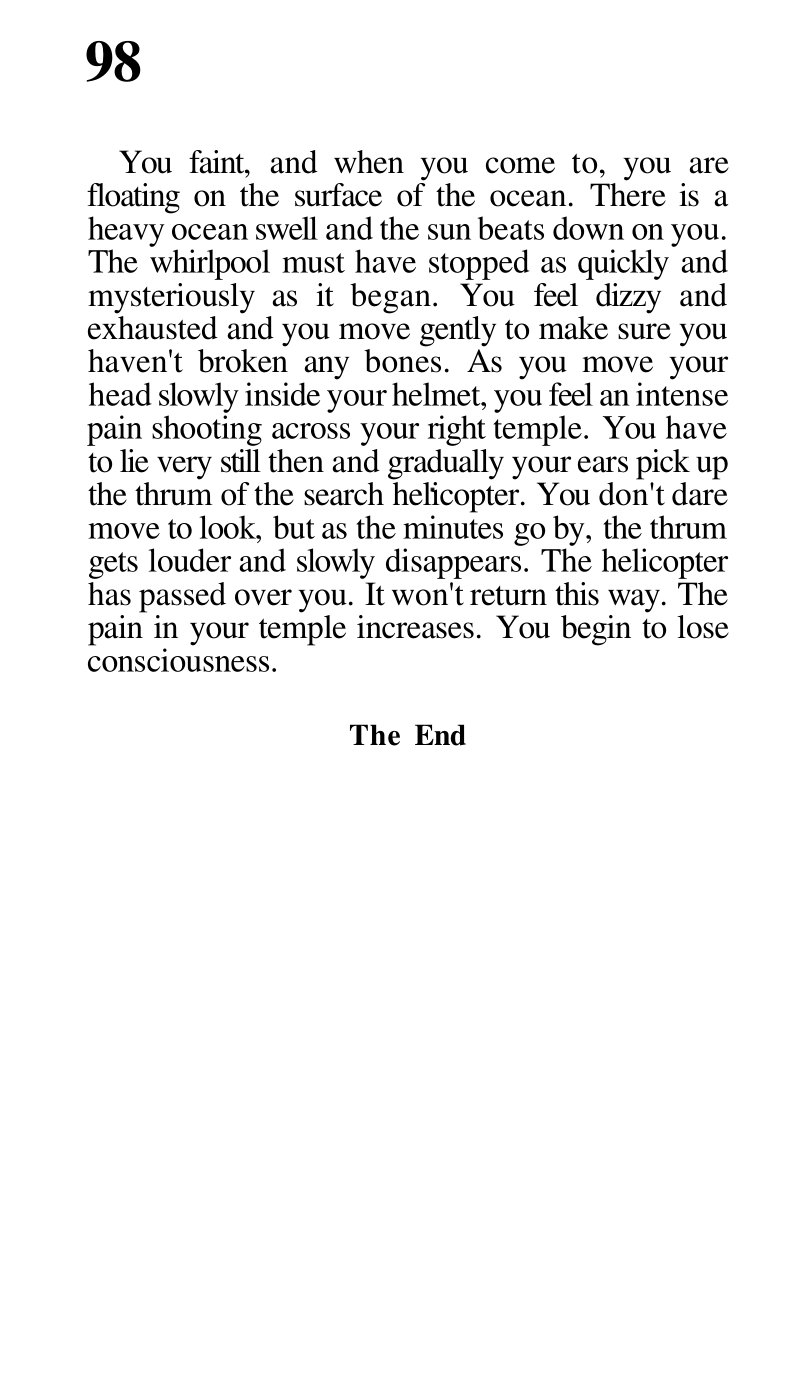 98
You faint, and when you come to, you are
floating on the surface of the ocean. There is a
heavy ocean swell and the sun beats down on you.
The whirlpool must have stopped as quickly and
mysteriously as it began. You feel dizzy and
exhausted and you move gently to make sure you
haven't broken any bones. As you move your
head slowly inside your helmet, you feel an intense
pain shooting across your right temple. You have
to lie very still then and gradually your ears pick up
the thrum of the search helicopter. You don't dare
move to look, but as the minutes go by, the thrum
gets louder and slowly disappears. The helicopter
has passed over you. It won't return this way. The
pain in your temple increases. You begin to lose
consciousness.
The End